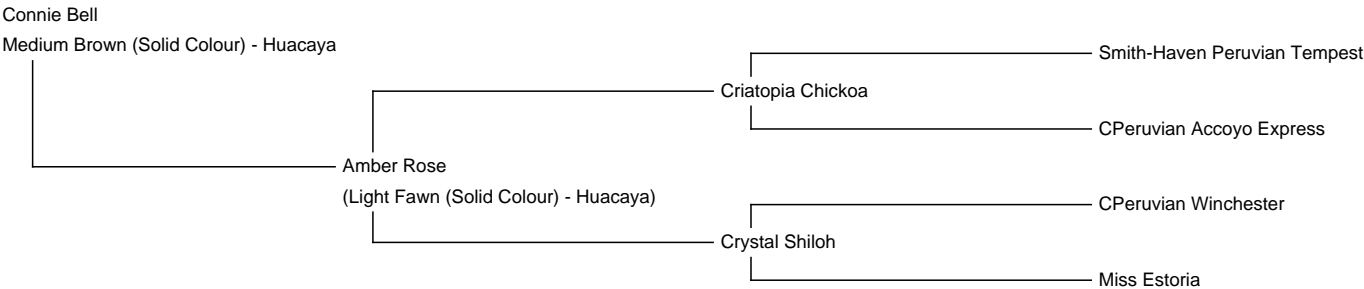 Connie Bell
Medium Brown (Solid Colour) - Huacaya
Smith-Haven Peruvian Tempest
Criatopia Chickoa
CPeruvian Accoyo Express
Amber Rose
(Light Fawn (Solid Colour) - Huacaya)
CPeruvian Winchester
Crystal Shiloh
Miss Estoria